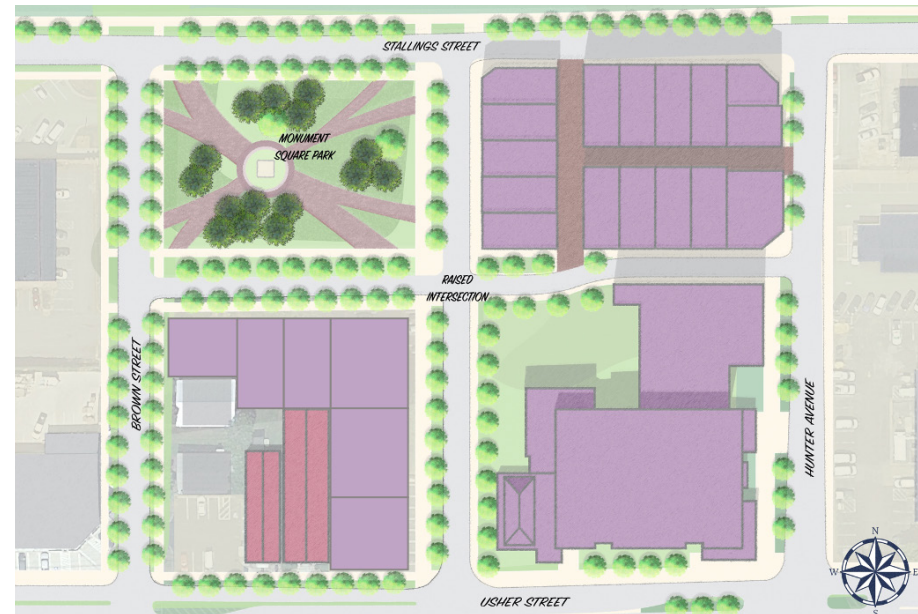 STALLINGS STREET
MONUMENT
SQUARE PARK
RAISED
INTERSECTION
BROWN STREET
HUNTER AVENUE
N
W
E
S
USHER STREET